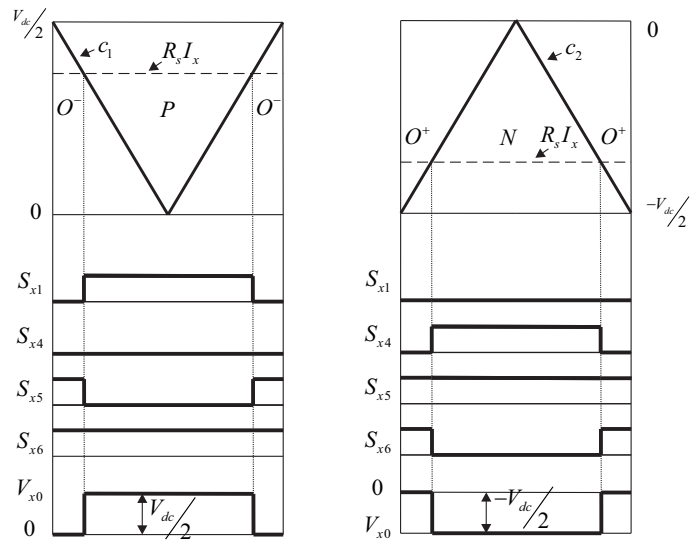 V_dc/2
c_1
R_s I_x
O^-
P
O^-
0
S_x1
S_x4
S_x5
S_x6
V_x0
V_dc/2
0
0
c_2
O^+
N
R_s I_x
O^+
-V_dc/2
S_x1
S_x4
S_x5
S_x6
0
-V_dc/2
V_x0